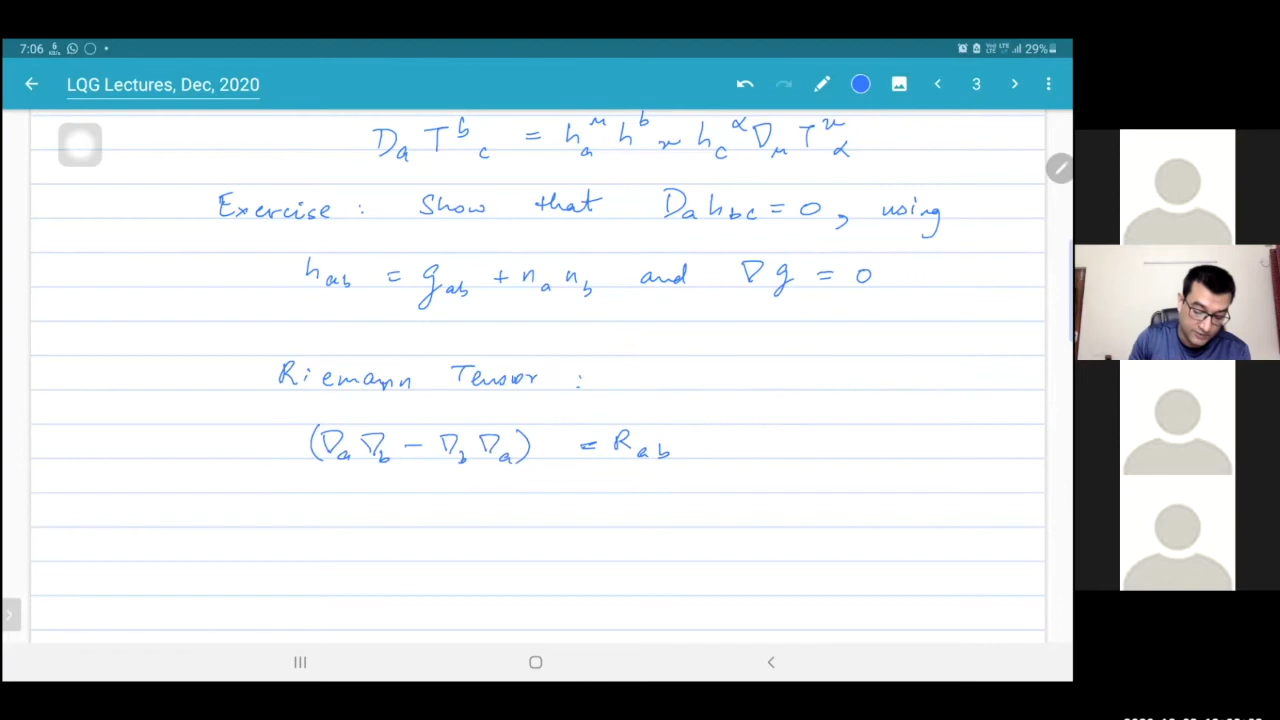 7:06
29%
LQG Lectures, Dec, 2020
3
D_a T^b_c = h_a^μ h^b_ν h_c^α ∇_μ T^ν_α
Exercise : Show that D_a h_bc = 0, using
h_ab = g_ab + n_a n_b and ∇g = 0
Riemann Tensor :
(∇_a ∇_b - ∇_b ∇_a) = R_ab